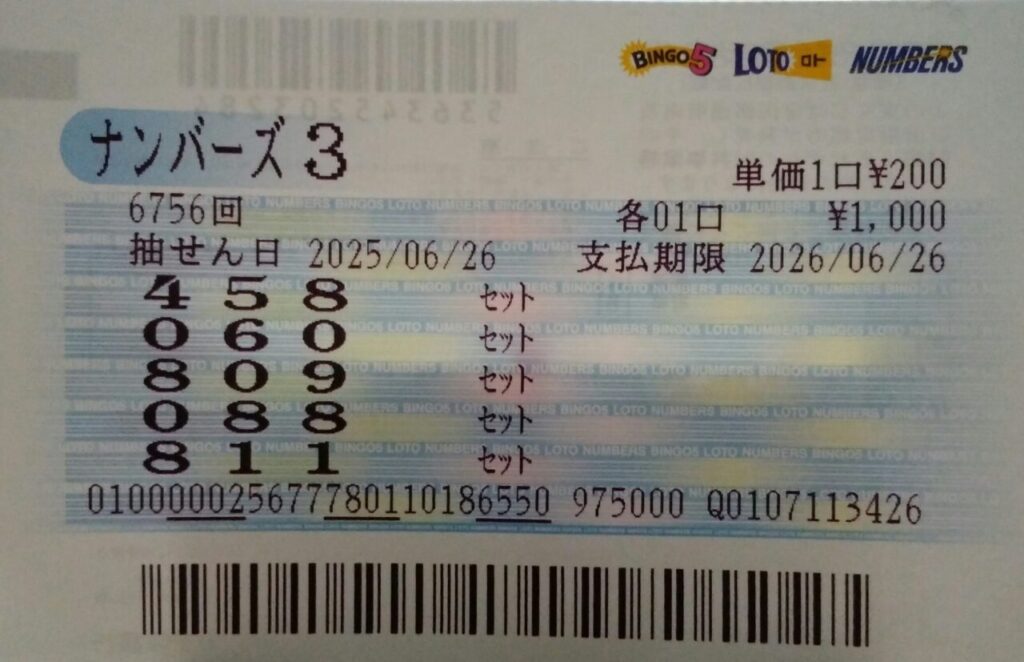 BINGO5 LOTO ロト NUMBERS
ナンバーズ3
単価1口¥200
6756回
各01口 ¥1,000
抽せん日 2025/06/26
支払期限 2026/06/26
458 セット
060 セット
809 セット
088 セット
811 セット
010000025677780110186550 975000 Q0107113426